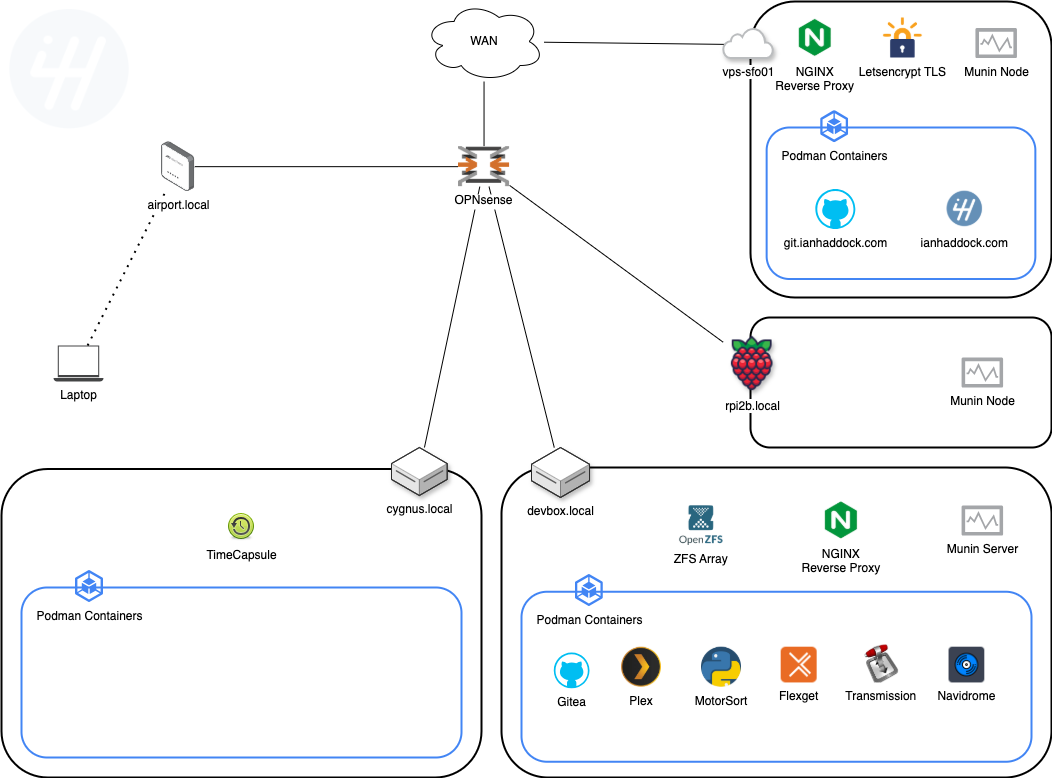 WAN
vps-sfo01
NGINX
Reverse Proxy
Letsencrypt TLS
Munin Node
Podman Containers
git.ianhaddock.com
ianhaddock.com
airport.local
OPNsense
Laptop
rpi2b.local
Munin Node
cygnus.local
TimeCapsule
Podman Containers
devbox.local
OpenZFS
ZFS Array
NGINX
Reverse Proxy
Munin Server
Podman Containers
Gitea
Plex
MotorSort
Flexget
Transmission
Navidrome